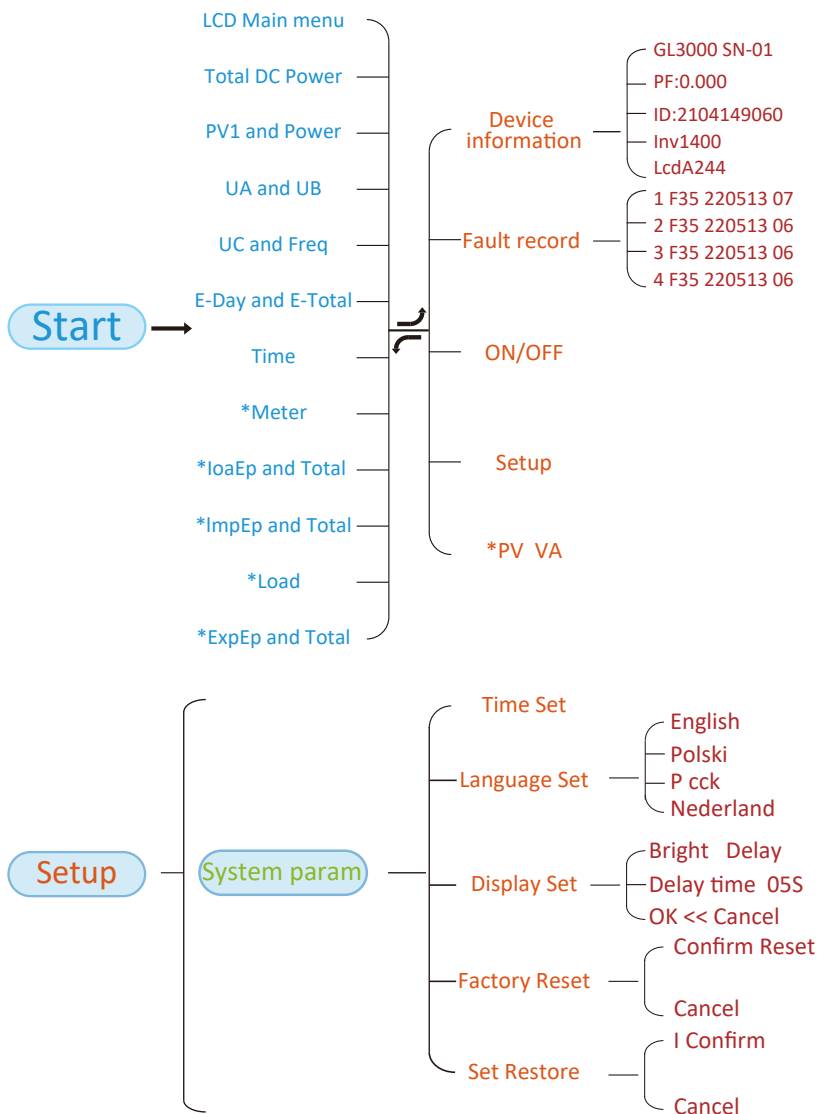 LCD Main menu
Total DC Power
PV1 and Power
UA and UB
UC and Freq
E-Day and E-Total
Start
Time
*Meter
*IoaEp and Total
*ImpEp and Total
*Load
*ExpEp and Total
Device
information
GL3000 SN-01
PF:0.000
ID:2104149060
Inv1400
LcdA244
Fault record
1 F35 220513 07
2 F35 220513 06
3 F35 220513 06
4 F35 220513 06
ON/OFF
Setup
*PV VA
Setup
System param
Time Set
Language Set
English
Polski
P cck
Nederland
Display Set
Bright Delay
Delay time 05S
OK << Cancel
Factory Reset
Confirm Reset
Cancel
Set Restore
I Confirm
Cancel